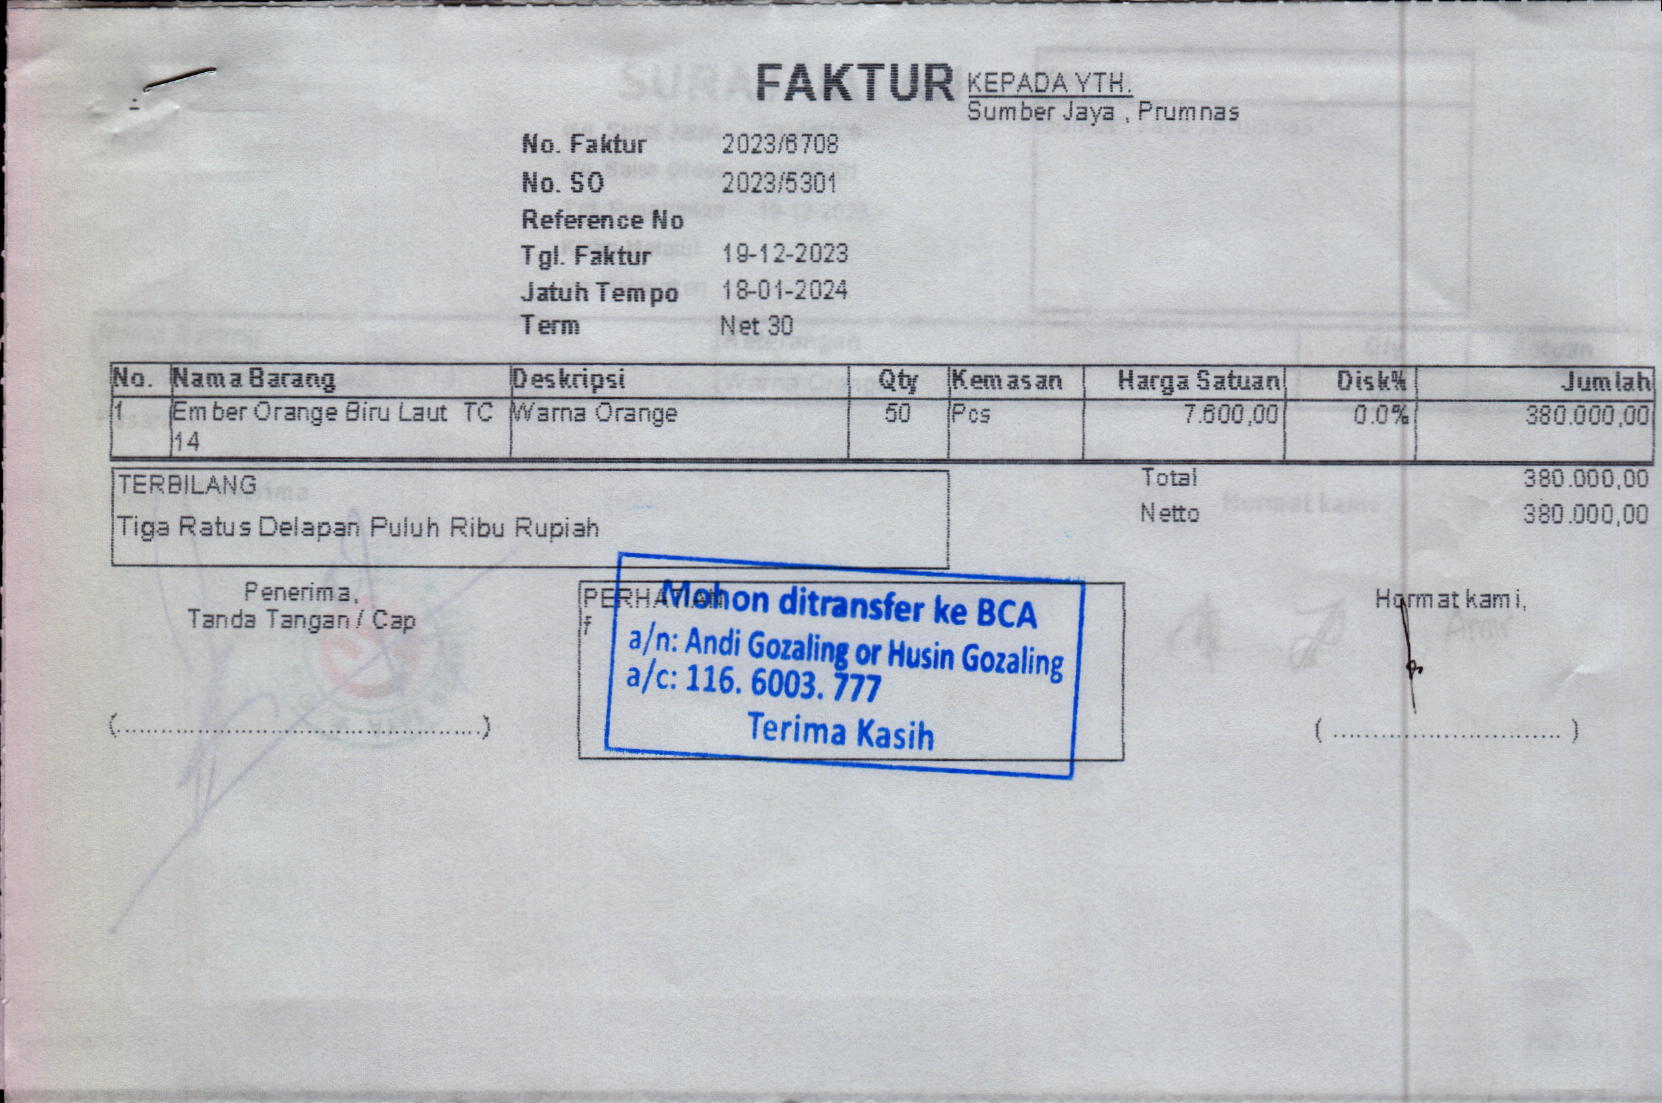 FAKTUR
KEPADA YTH.
Sumber Jaya , Prumnas
No. Faktur 2023/6708
No. SO 2023/5301
Reference No
Tgl. Faktur 19-12-2023
Jatuh Tempo 18-01-2024
Term Net 30
No. Nama Barang Deskripsi Qty Kemasan Harga Satuan Disk% Jumlah
1 Ember Orange Biru Laut TC Warna Orange 50 Pcs 7.600,00 0.0% 380.000,00
14
TERBILANG Total 380.000,00
Tiga Ratus Delapan Puluh Ribu Rupiah Netto 380.000,00
Penerima,
Tanda Tangan / Cap
(..............................................)
Mohon ditransfer ke BCA
a/n: Andi Gozaling or Husin Gozaling
a/c: 116. 6003. 777
Terima Kasih
Hormat kami,
( ............................. )